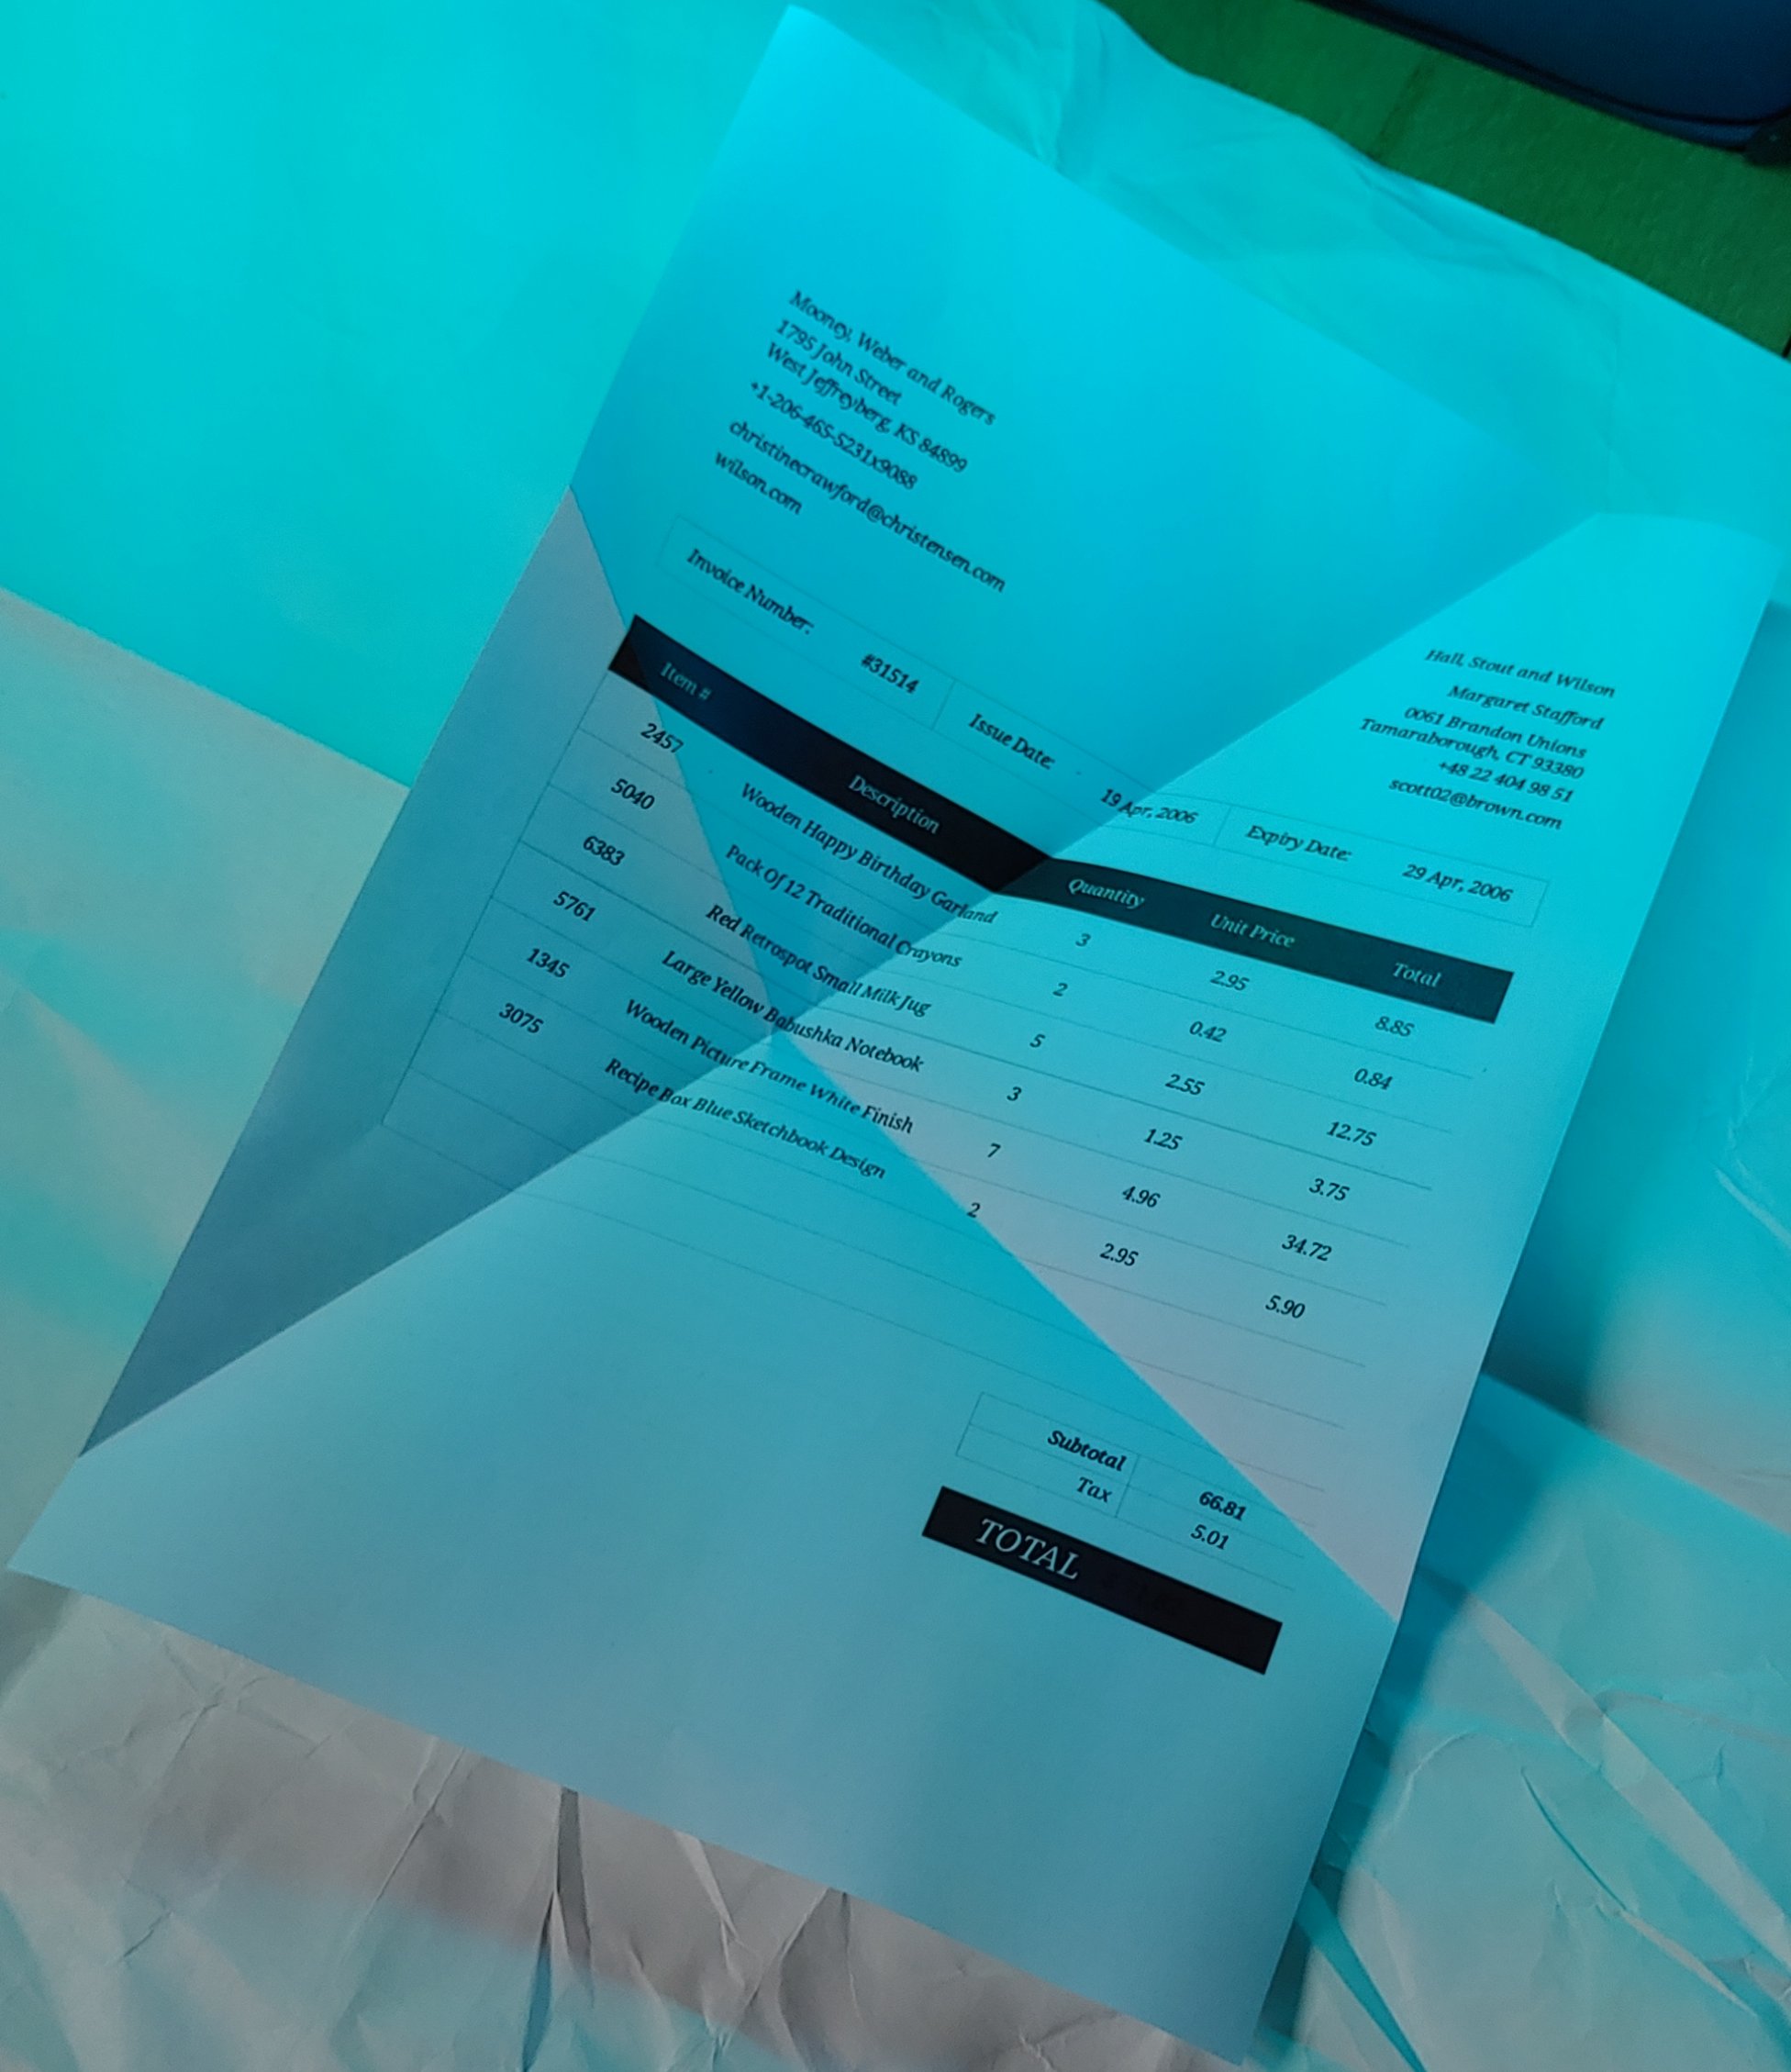 Mooney, Weber and Rogers
1795 John Street
West Jeffreyberg, KS 84899
+1-206-465-5231x9088
christinecrawford@christensen.com
wilson.com
Hall, Stout and Wilson
Margaret Stafford
0061 Brandon Unions
Tamaraborough, CT 93380
+48 22 404 98 51
scott02@brown.com
Invoice Number: #31514 Issue Date: 19 Apr, 2006 Expiry Date: 29 Apr, 2006
Item # Description Quantity Unit Price Total
2457 Wooden Happy Birthday Garland 3 2.95 8.85
5040 Pack Of 12 Traditional Crayons 2 0.42 0.84
6383 Red Retrospot Small Milk Jug 5 2.55 12.75
5761 Large Yellow Babushka Notebook 3 1.25 3.75
1345 Wooden Picture Frame White Finish 7 4.96 34.72
3075 Recipe Box Blue Sketchbook Design 2 2.95 5.90
Subtotal 66.81
Tax 5.01
TOTAL